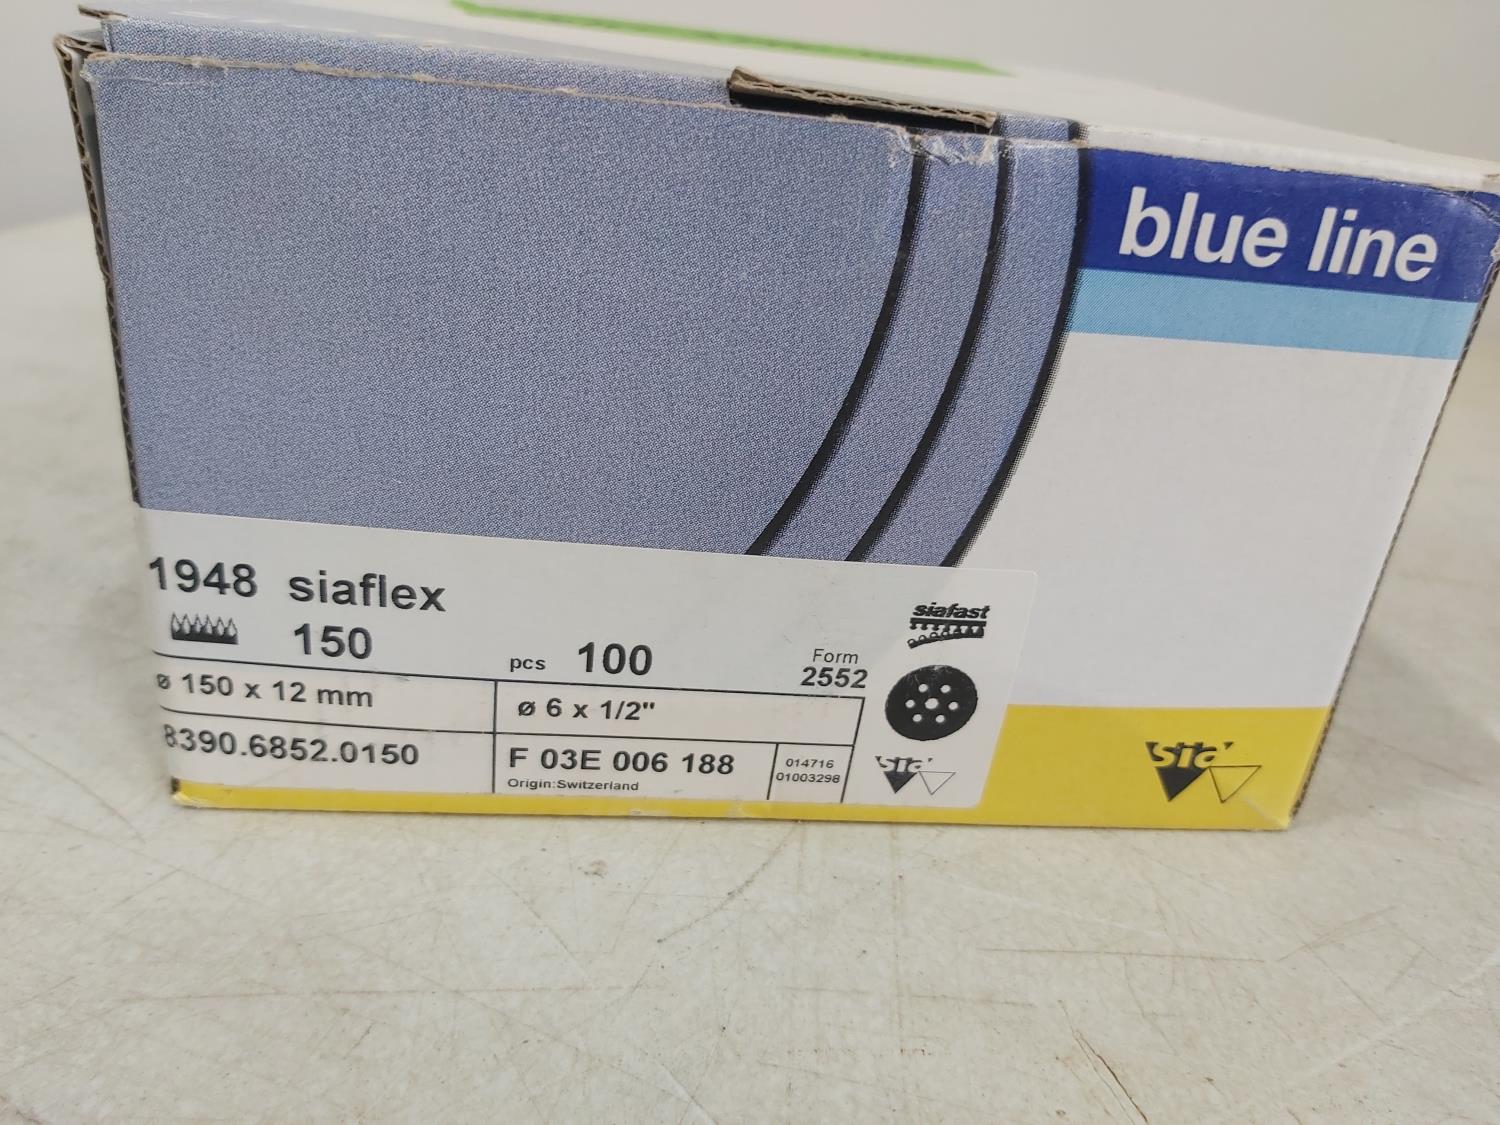 blue line
1948 siaflex
siafast
150
pcs 100
Form
2552
ø 150 x 12 mm
ø 6 x 1/2"
8390.6852.0150
F 03E 006 188
Origin:Switzerland
014716
01003298
sia
sia